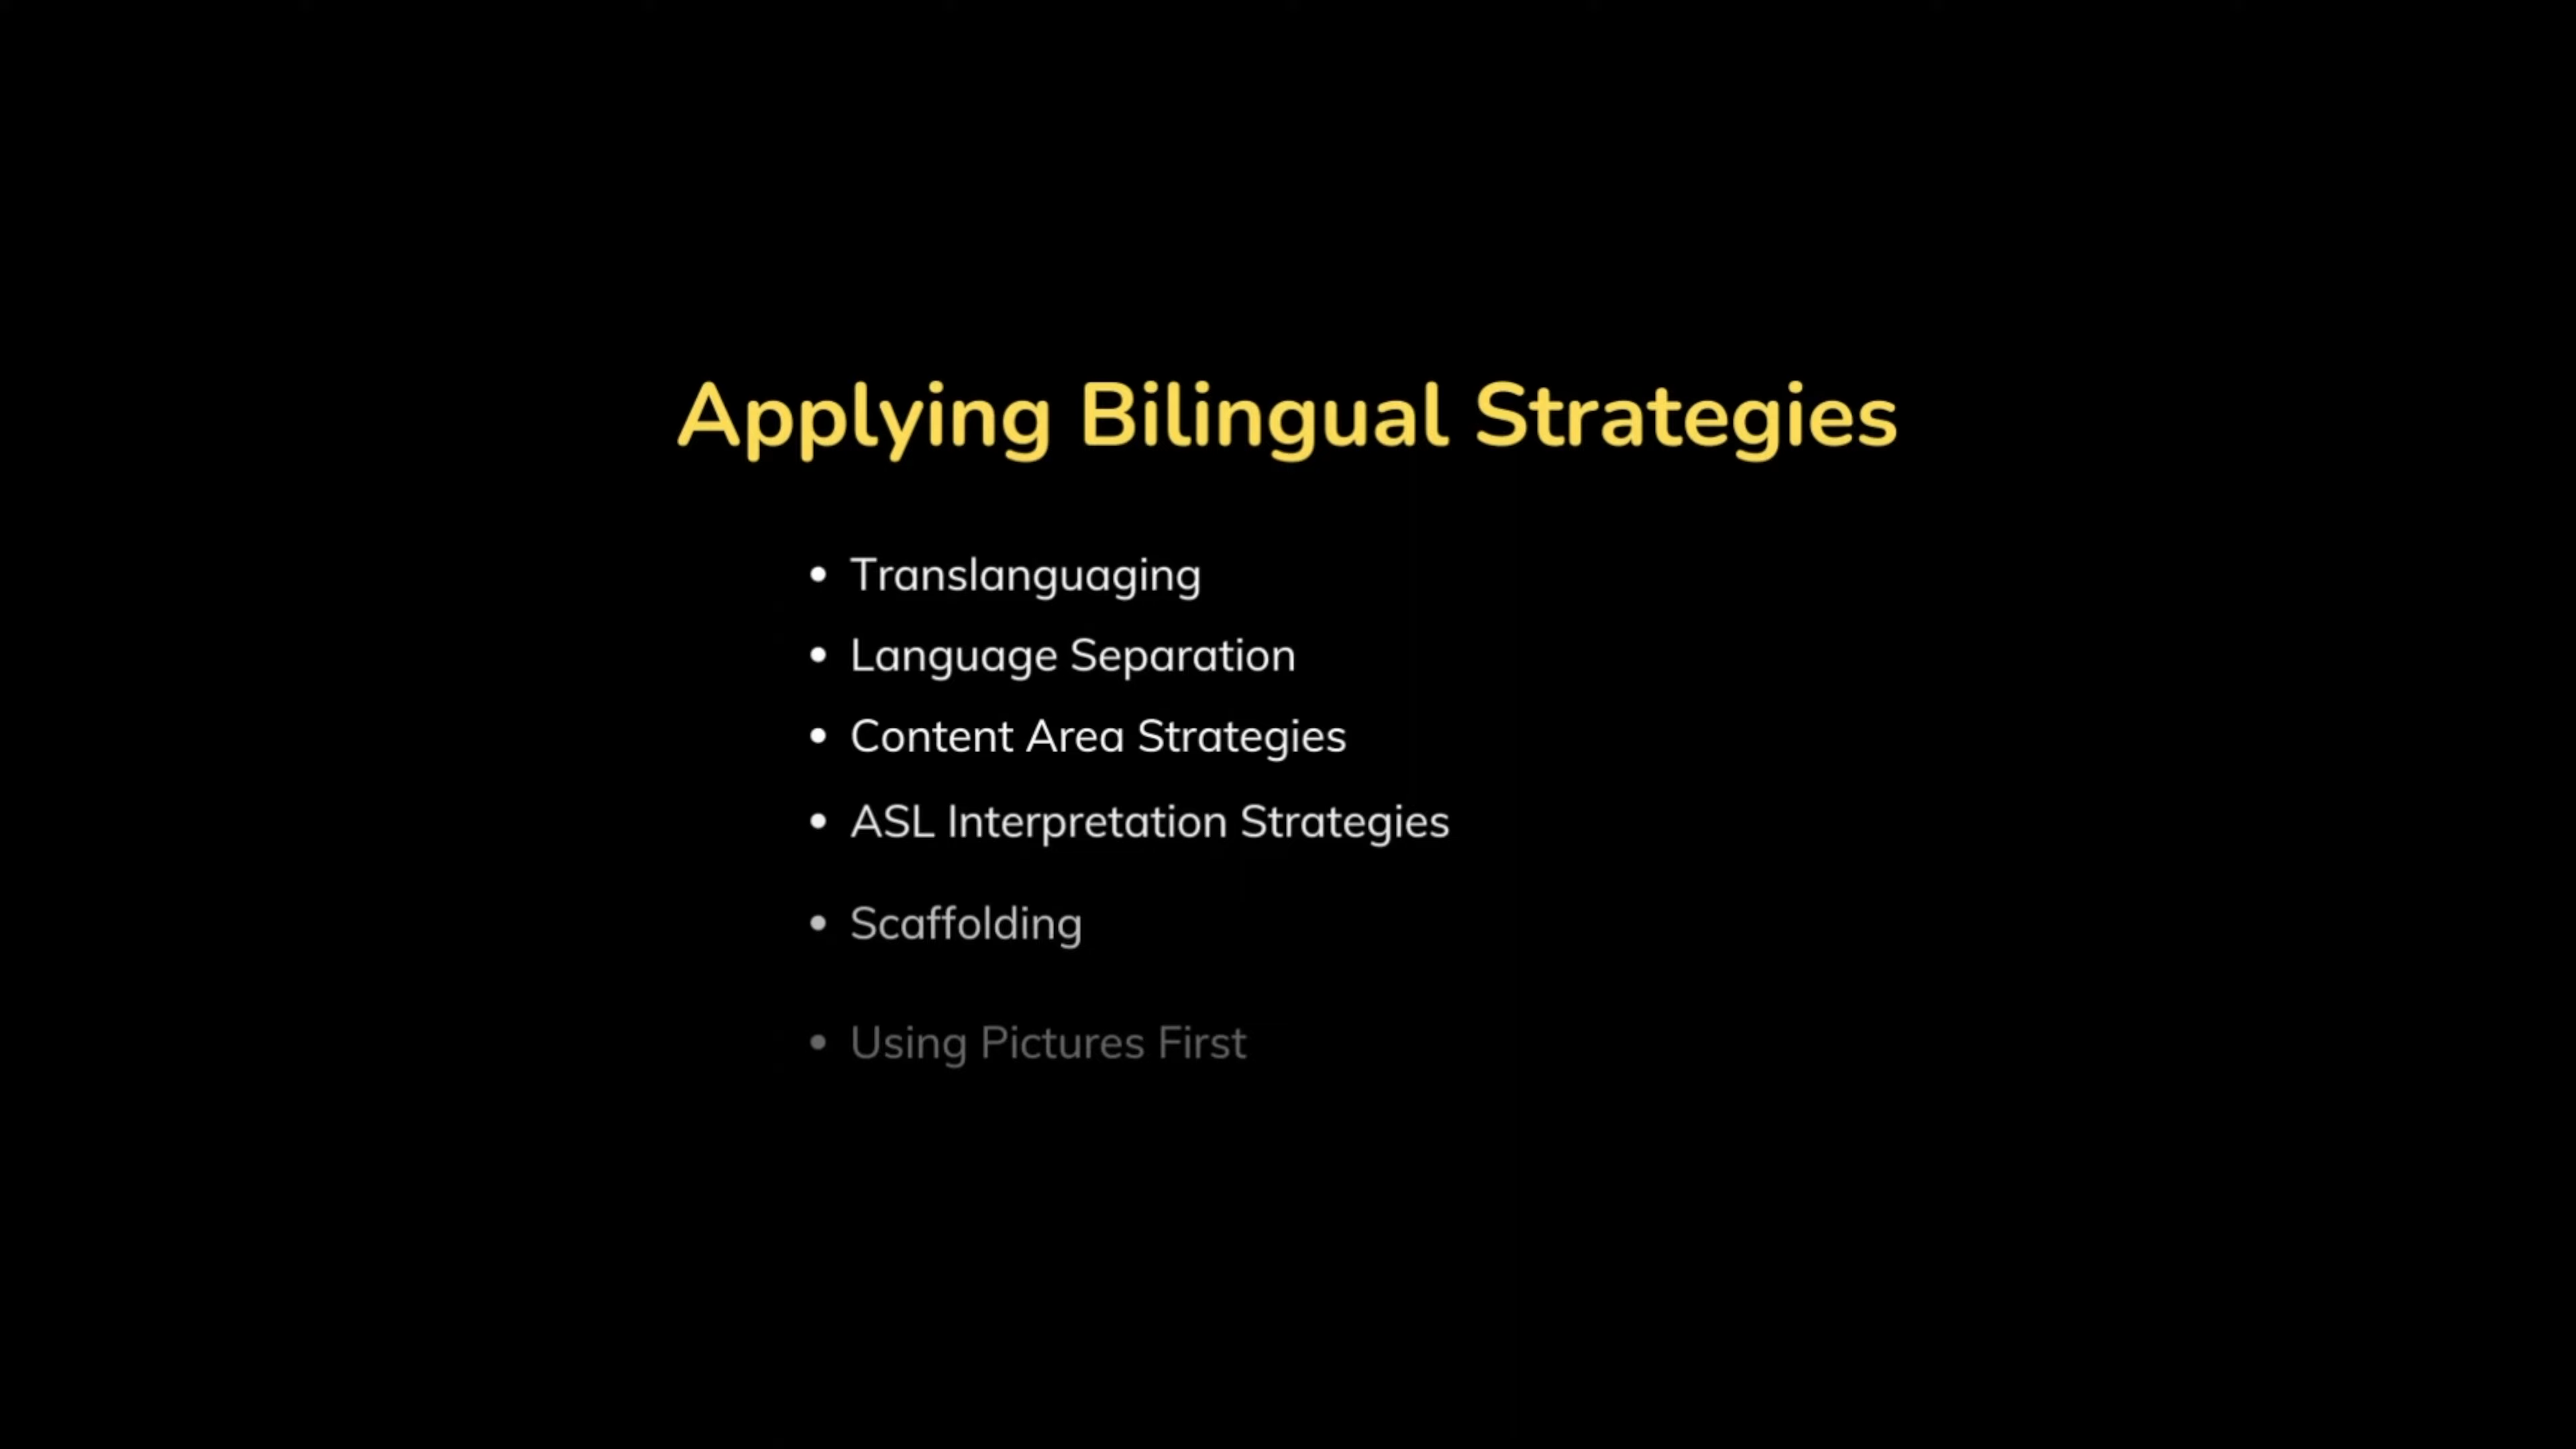 Applying Bilingual Strategies
• Translanguaging
• Language Separation
• Content Area Strategies
• ASL Interpretation Strategies
• Scaffolding
• Using Pictures First